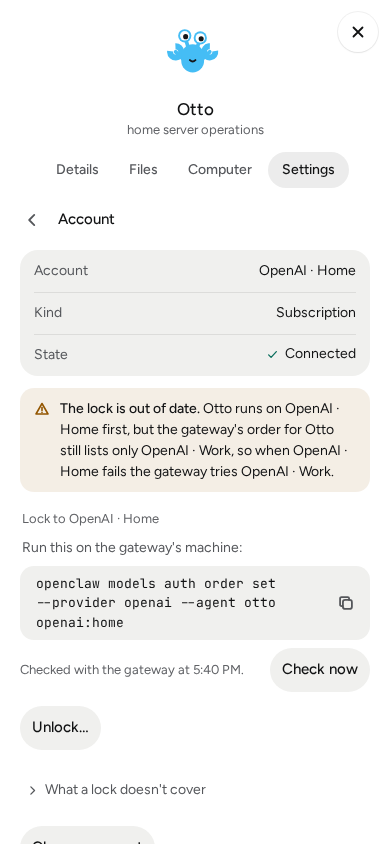 Otto
home server operations
Details Files Computer Settings
Account
Account OpenAI · Home
Kind Subscription
State Connected
The lock is out of date. Otto runs on OpenAI ·
Home first, but the gateway's order for Otto
still lists only OpenAI · Work, so when OpenAI ·
Home fails the gateway tries OpenAI · Work.
Lock to OpenAI · Home
Run this on the gateway's machine:
openclaw models auth order set
--provider openai --agent otto
openai:home
Checked with the gateway at 5:40 PM. Check now
Unlock...
What a lock doesn't cover